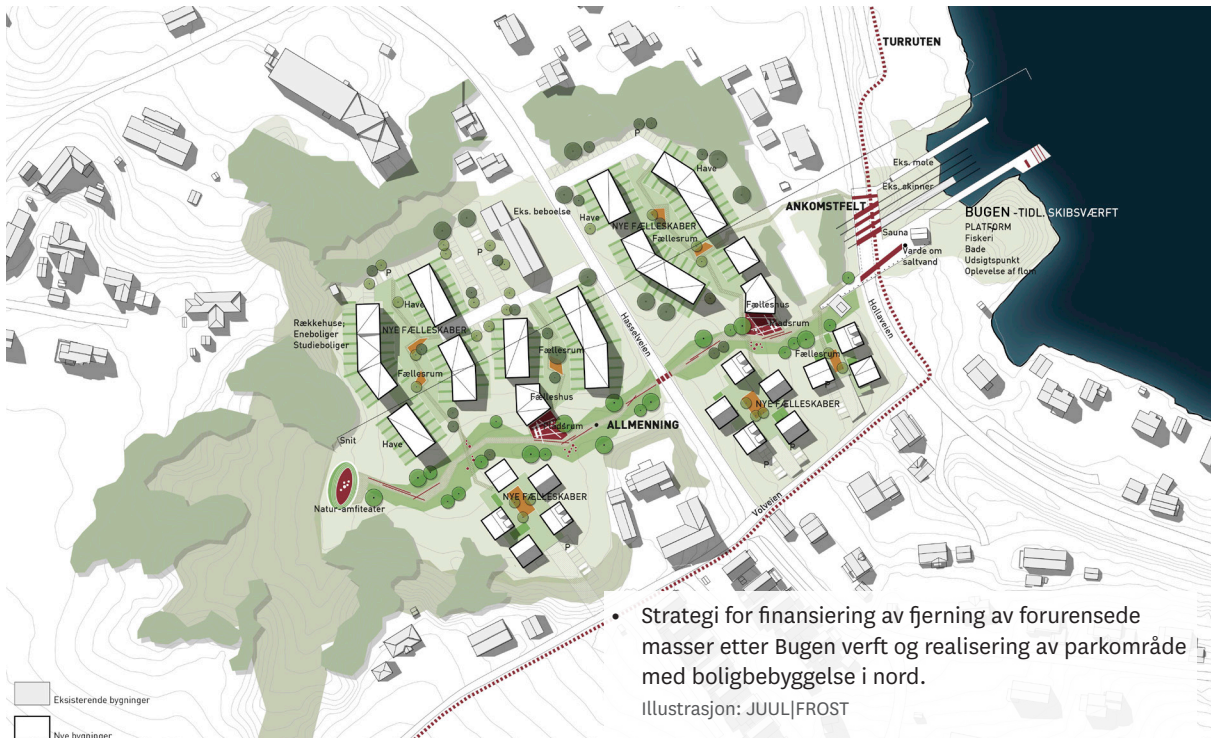 TURRUTEN
P
Have
Eks. mole
Eks. skinner
ANKOMSTFELT
BUGEN -TIDL. SKIBSVÆRFT
PLATFORM
Fiskeri
Bade
Udsigtspunkt
Oplevelse af flom
Sauna
Varde om
saltvand
Eks. beboelse
Have
NYE FÆLLESKABER
Fællesrum
P
P
Hollaveien
Hasselveien
Fælleshus
Pladsrum
Have
Rækkehuse;
Eneboliger
Studieboliger
NYE FÆLLESKABER
Fællesrum
Fællesrum
Fællesrum
P
Fælleshus
Pladsrum
NYE FÆLLESKABER
ALLMENNING
Snit
Have
P
P
Natur-amfiteater
NYE FÆLLESKABER
Volveien
P
• Strategi for finansiering av fjerning av forurensede
masser etter Bugen verft og realisering av parkområde
med boligbebyggelse i nord.
Illustrasjon: JUUL|FROST
Eksisterende bygninger
Nye bygninger